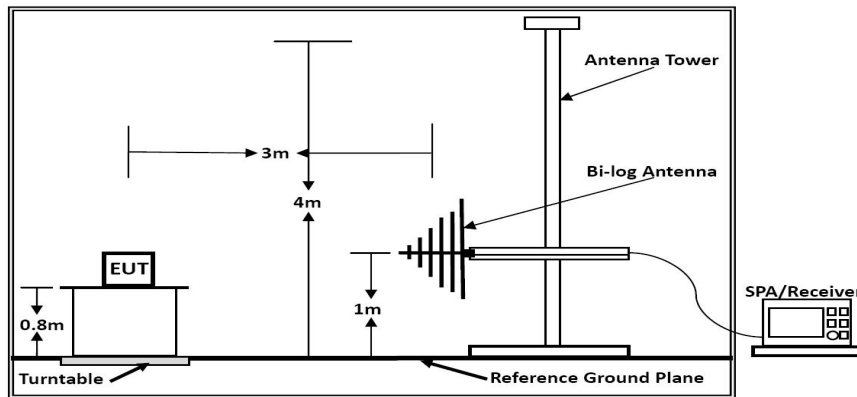 Antenna Tower
3m
Bi-log Antenna
4m
EUT
1m
0.8m
SPA/Receiver
Turntable
Reference Ground Plane